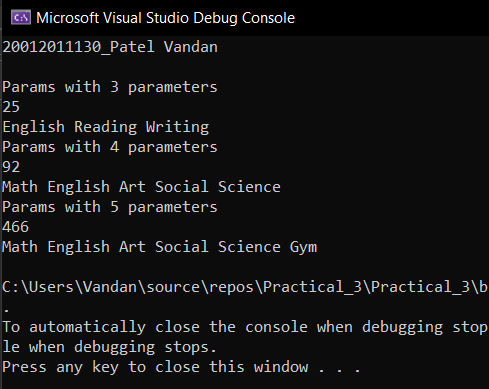 Microsoft Visual Studio Debug Console
20012011130_Patel Vandan
Params with 3 parameters
25
English Reading Writing
Params with 4 parameters
92
Math English Art Social Science
Params with 5 parameters
466
Math English Art Social Science Gym
C:\Users\Vandan\source\repos\Practical_3\Practical_3\b
.
To automatically close the console when debugging stop
le when debugging stops.
Press any key to close this window . . .